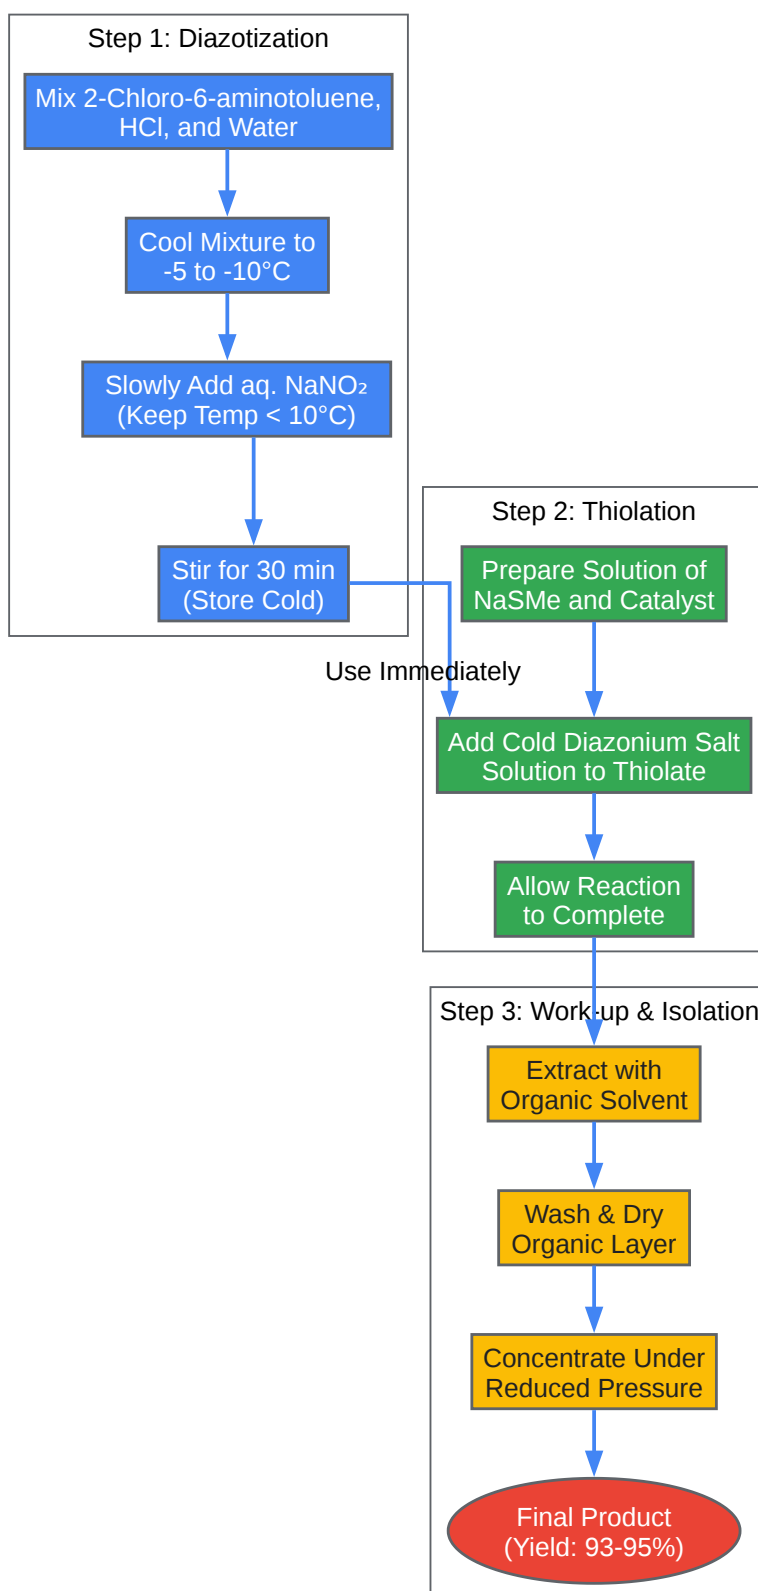 Step 1: Diazotization
Mix 2-Chloro-6-aminotoluene,
HCl, and Water
Cool Mixture to
-5 to -10°C
Slowly Add aq. NaNO₂
(Keep Temp < 10°C)
Stir for 30 min
(Store Cold)
Use Immediately
Step 2: Thiolation
Prepare Solution of
NaSMe and Catalyst
Add Cold Diazonium Salt
Solution to Thiolate
Allow Reaction
to Complete
Step 3: Work-up & Isolation
Extract with
Organic Solvent
Wash & Dry
Organic Layer
Concentrate Under
Reduced Pressure
Final Product
(Yield: 93-95%)